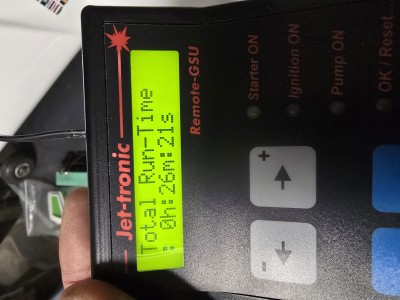 Jet-tronic
Total Run-Time
: 0h:26m:21s
Remote-GSU
Starter ON
Ignition ON
Pump ON
OK / Reset...
+
-